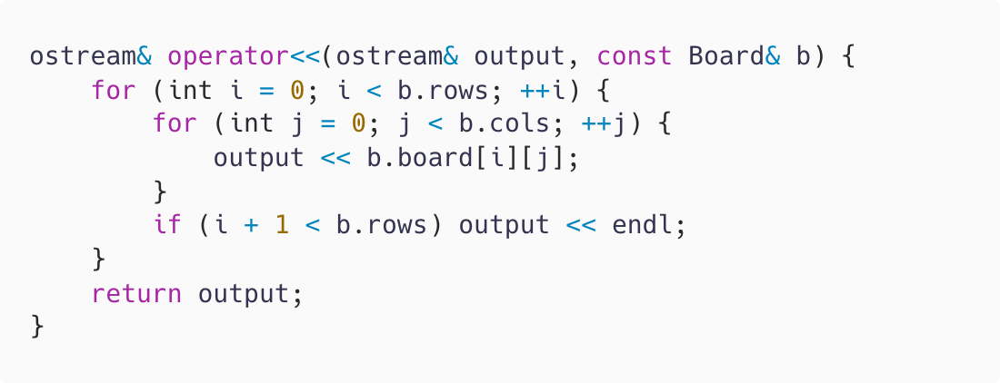 ostream& operator<<(ostream& output, const Board& b) {
    for (int i = 0; i < b.rows; ++i) {
        for (int j = 0; j < b.cols; ++j) {
            output << b.board[i][j];
        }
        if (i + 1 < b.rows) output << endl;
    }
    return output;
}